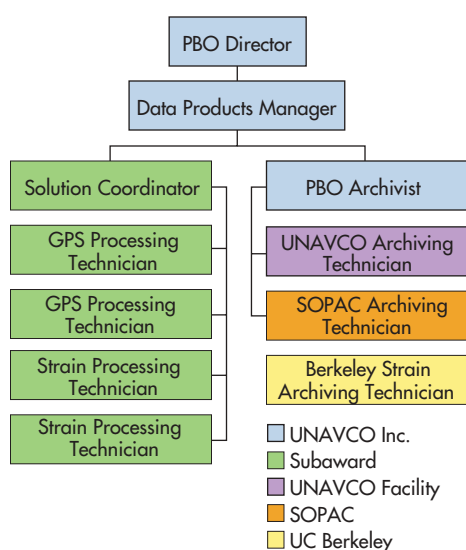 PBO Director
Data Products Manager
Solution Coordinator
GPS Processing
Technician
GPS Processing
Technician
Strain Processing
Technician
Strain Processing
Technician
PBO Archivist
UNAVCO Archiving
Technician
SOPAC Archiving
Technician
Berkeley Strain
Archiving Technician
UNAVCO Inc.
Subaward
UNAVCO Facility
SOPAC
UC Berkeley